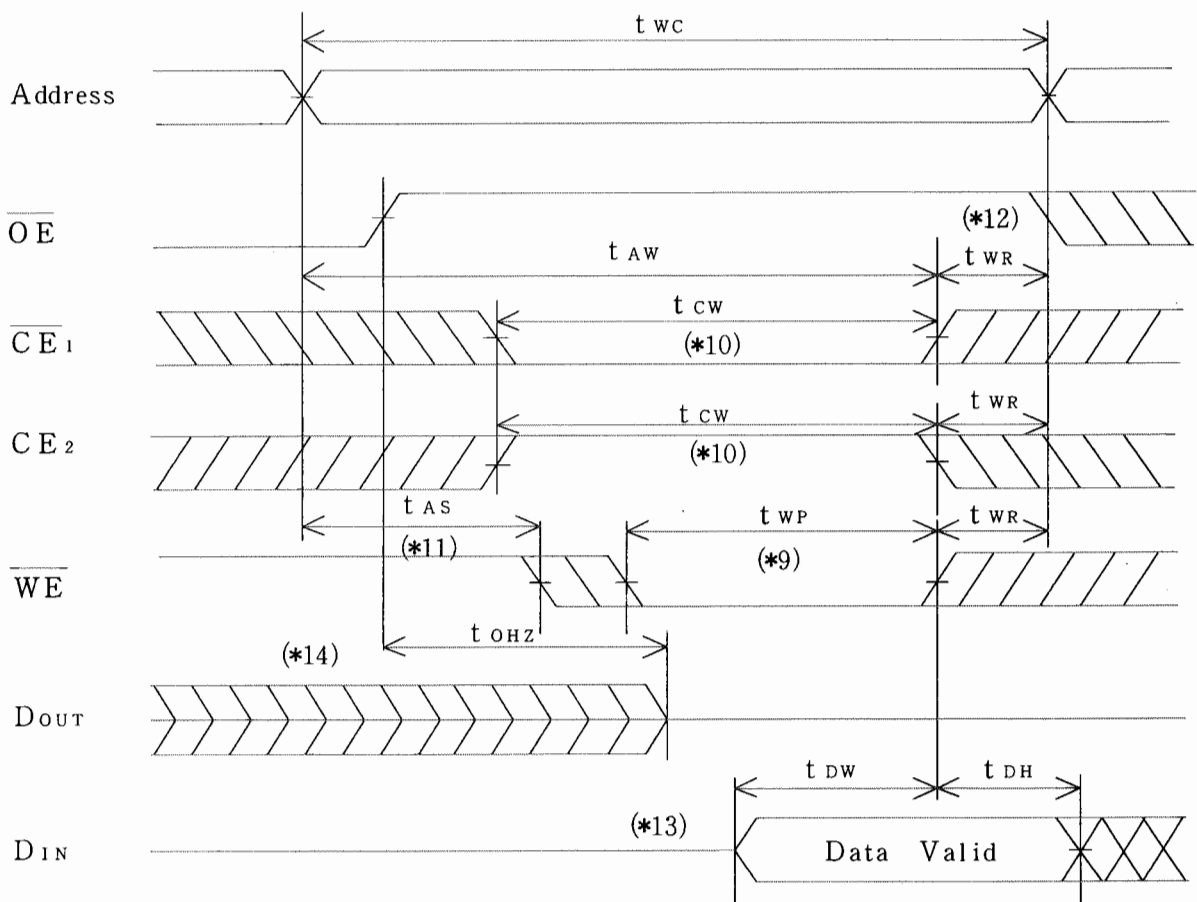 t WC
Address
OE
(*12)
t AW
t WR
t CW
CE1
(*10)
t CW
t WR
CE2
(*10)
t AS
t WP
t WR
(*11)
(*9)
WE
t OHZ
(*14)
DOUT
t DW
t DH
(*13)
DIN
Data Valid